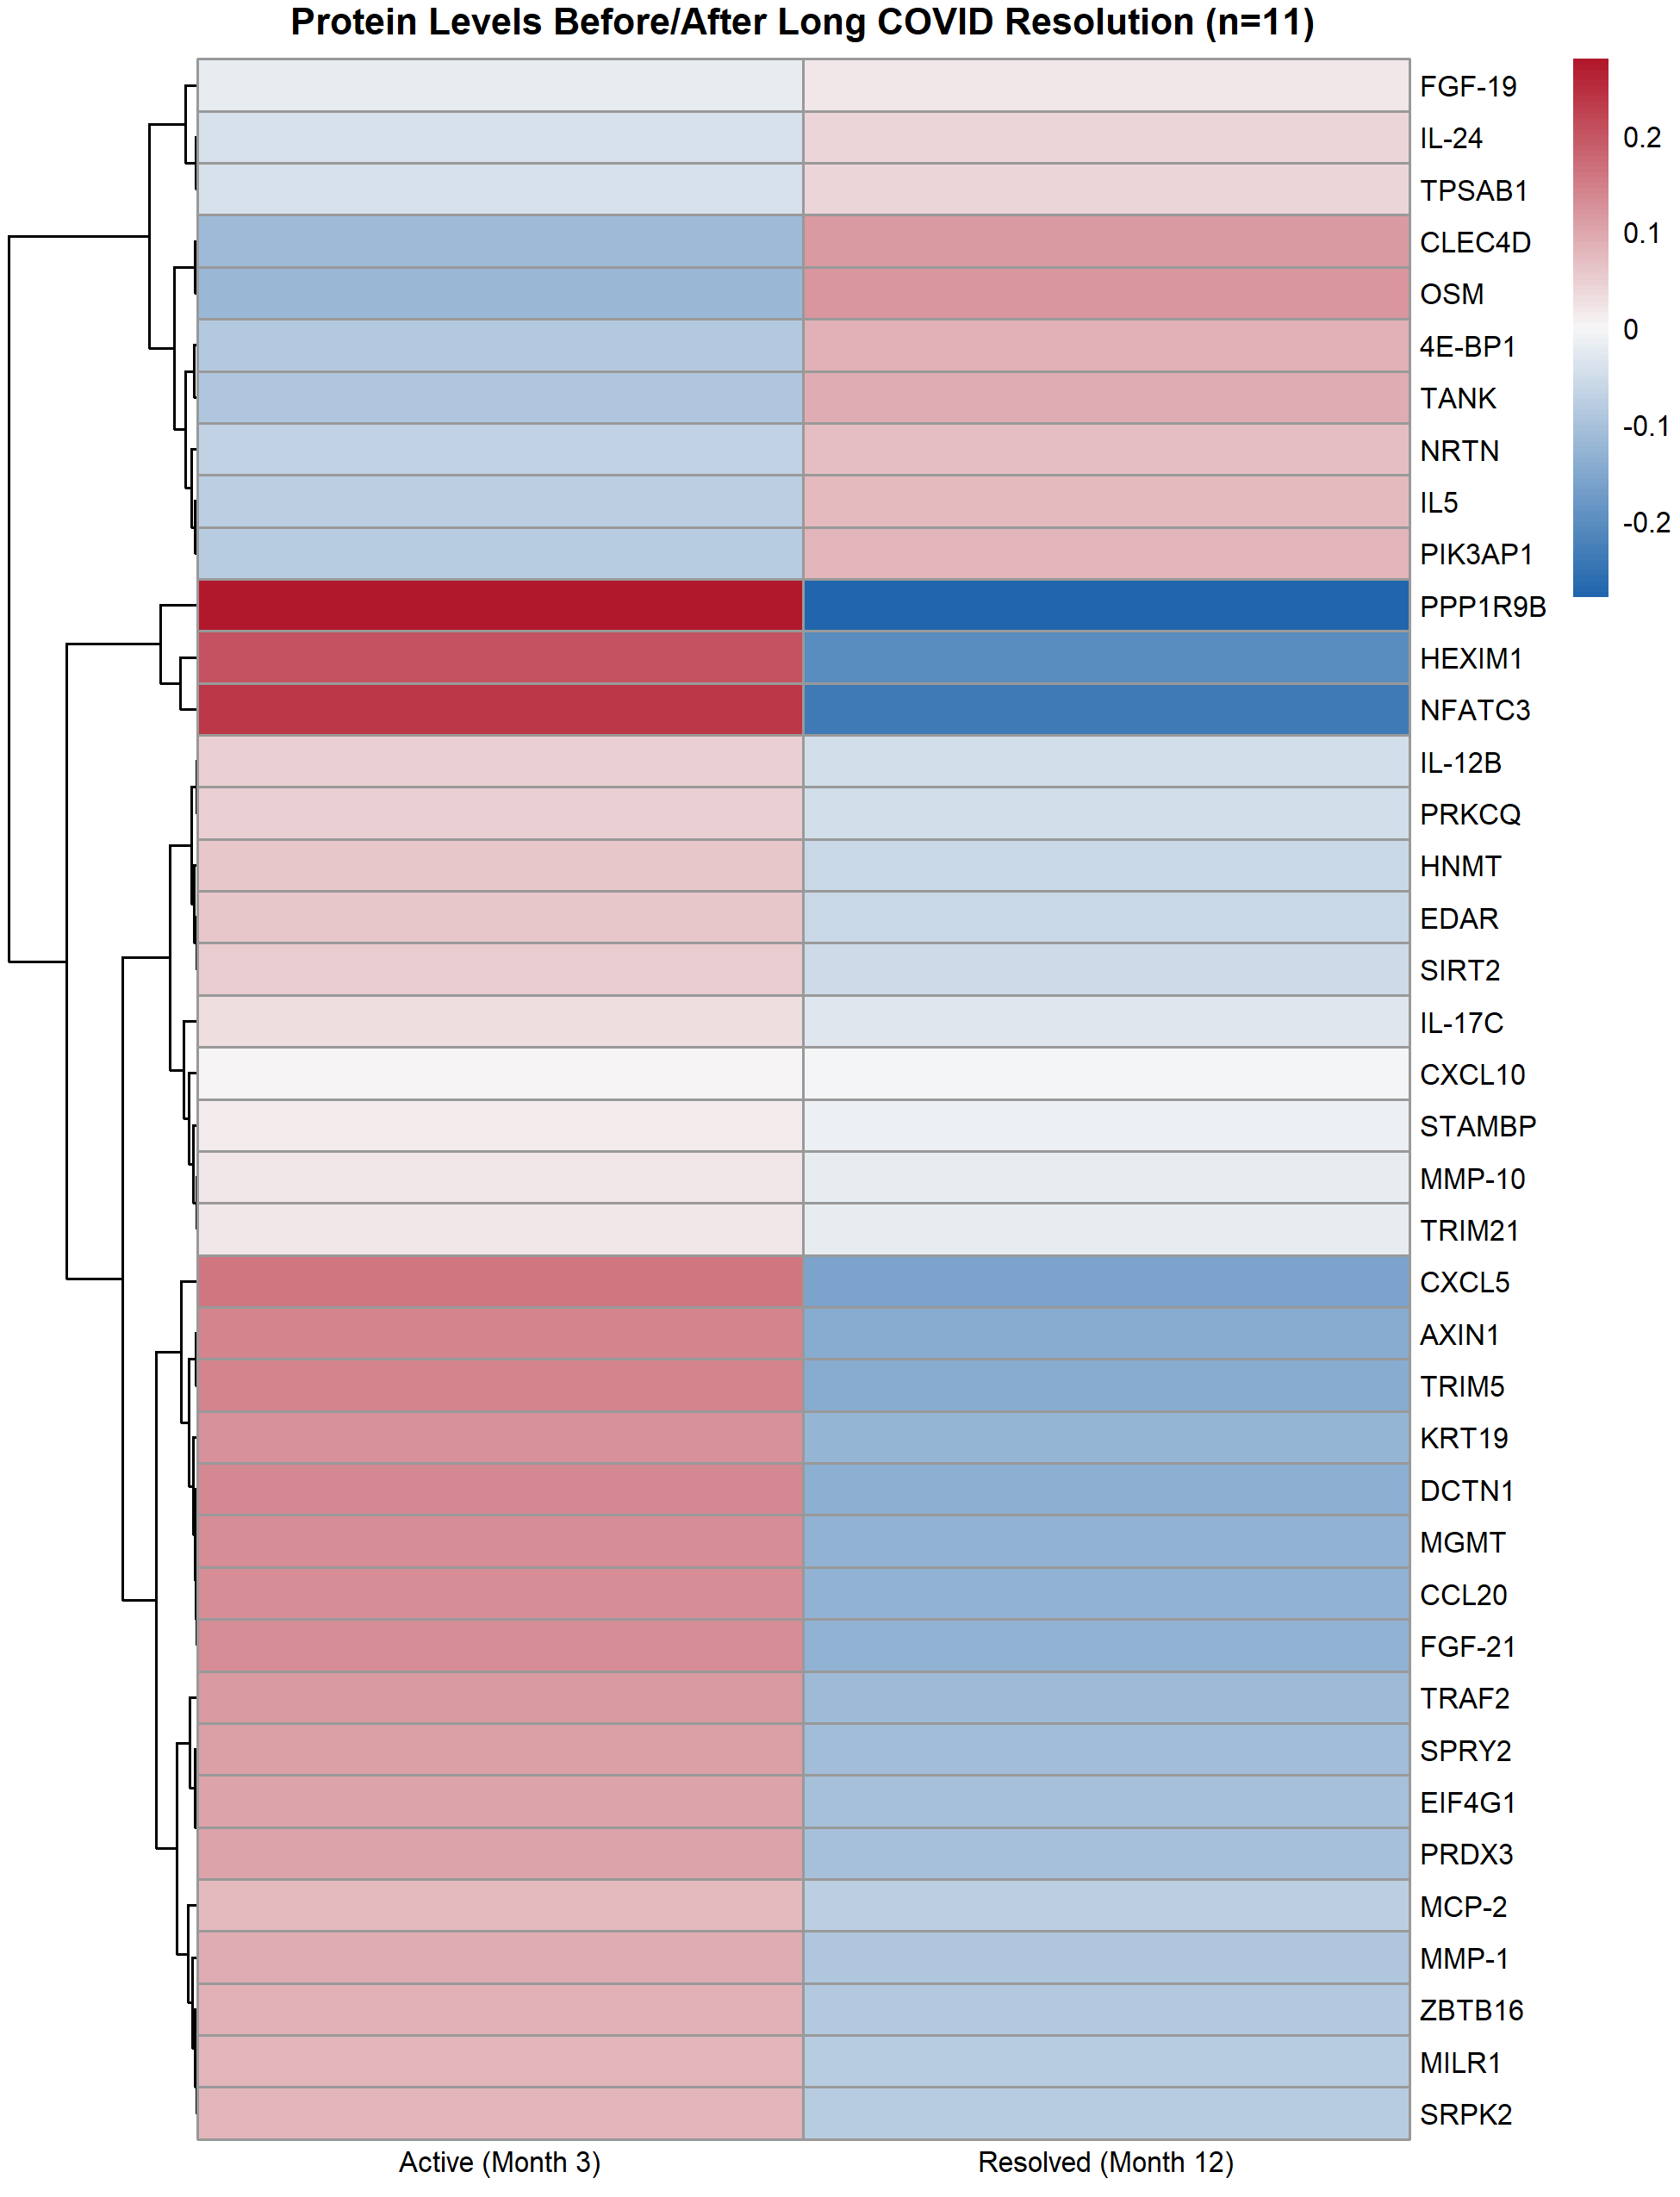 Protein Levels Before/After Long COVID Resolution (n=11)
FGF-19
IL-24
TPSAB1
CLEC4D
OSM
4E-BP1
TANK
NRTN
IL5
PIK3AP1
PPP1R9B
HEXIM1
NFATC3
IL-12B
PRKCQ
HNMT
EDAR
SIRT2
IL-17C
CXCL10
STAMBP
MMP-10
TRIM21
CXCL5
AXIN1
TRIM5
KRT19
DCTN1
MGMT
CCL20
FGF-21
TRAF2
SPRY2
EIF4G1
PRDX3
MCP-2
MMP-1
ZBTB16
MILR1
SRPK2
0.2
0.1
0
-0.1
-0.2
Active (Month 3)
Resolved (Month 12)